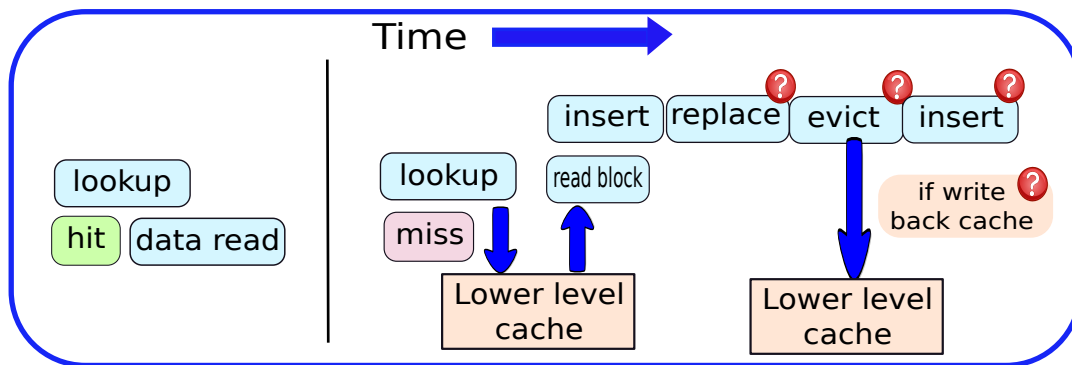 Time
lookup
hit
data read
insert
replace
?
evict
?
insert
?
lookup
read block
miss
if write
back cache
?
Lower level
cache
Lower level
cache